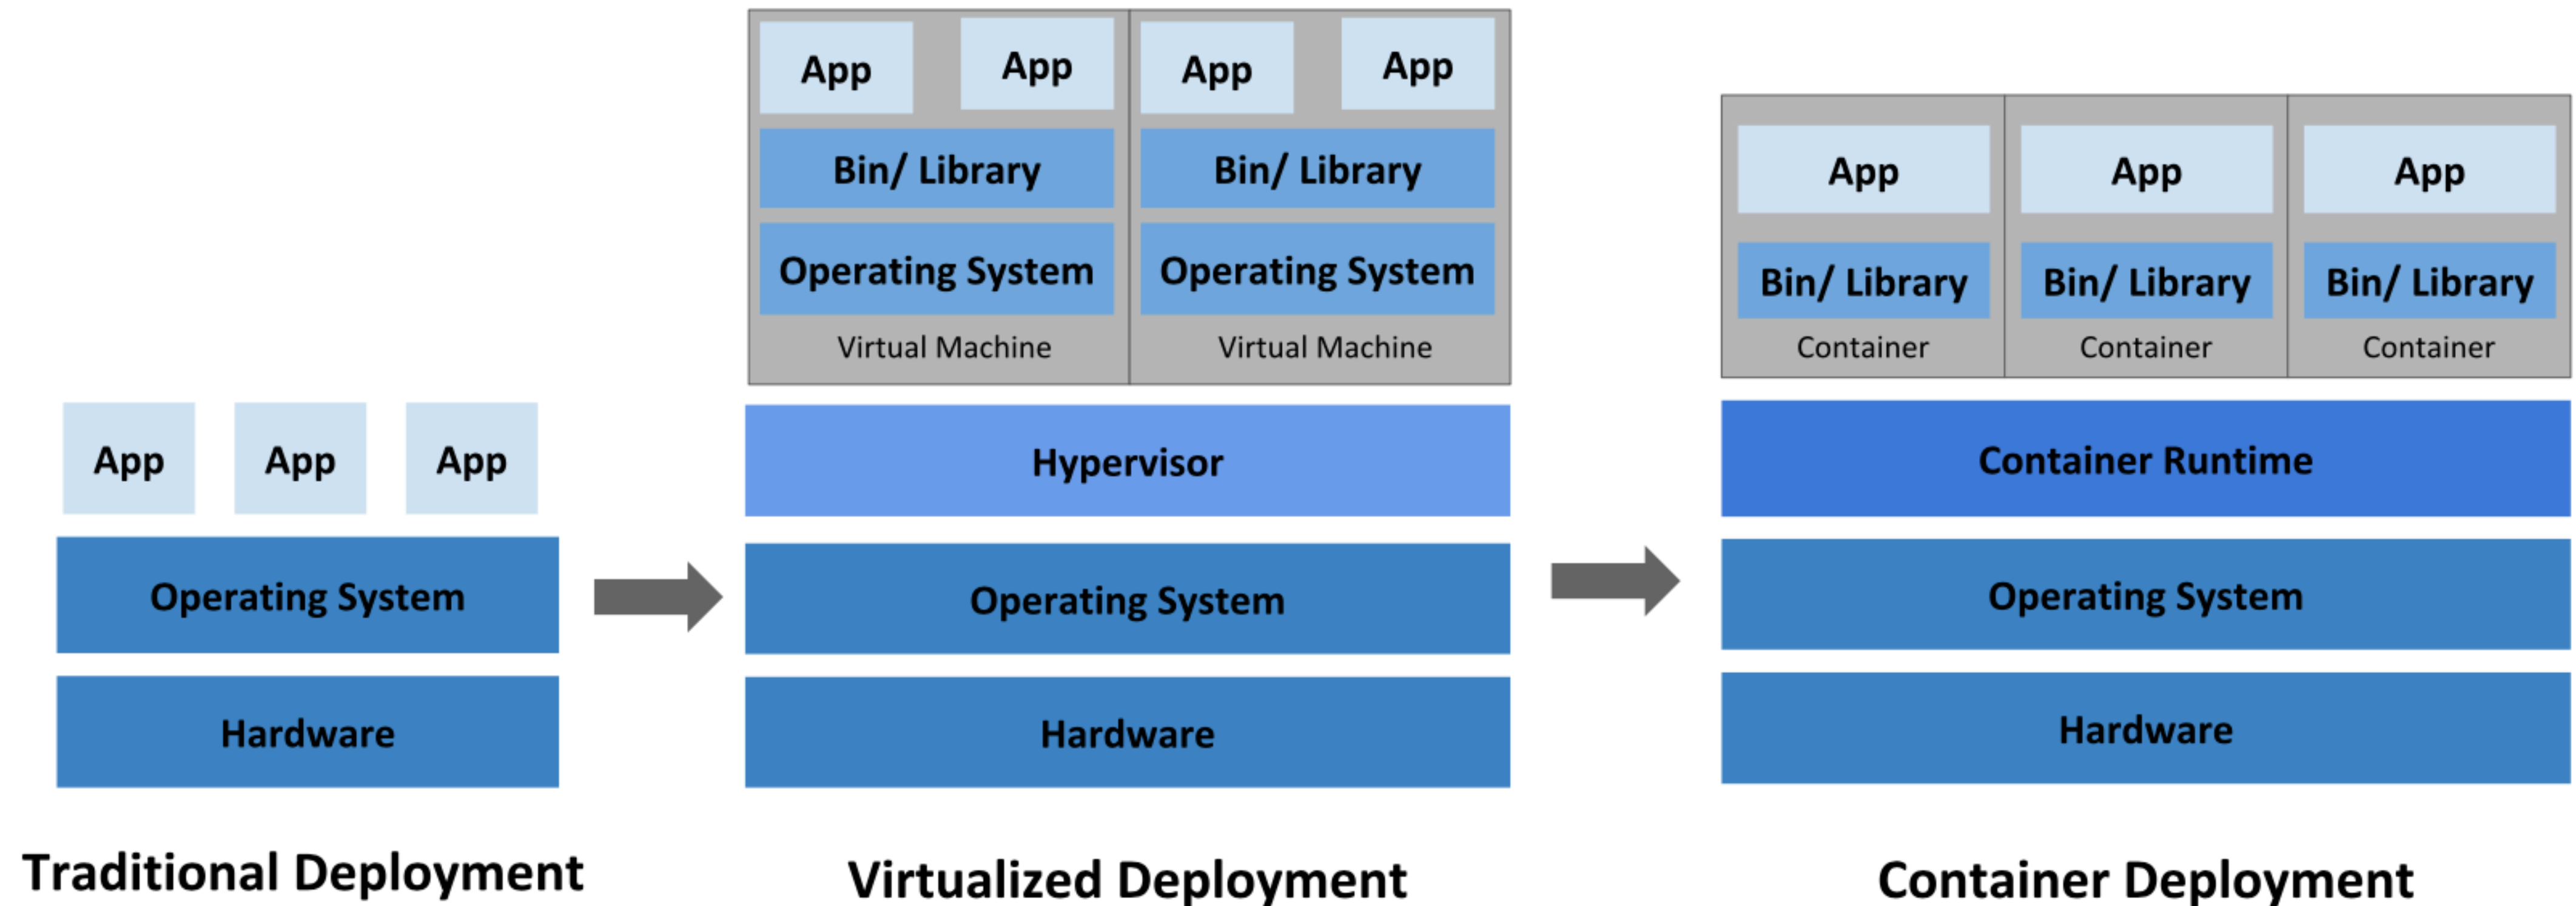 App
App
App
Operating System
Hardware
Traditional Deployment
App
App
Bin/ Library
Operating System
Virtual Machine
App
App
Bin/ Library
Operating System
Virtual Machine
Hypervisor
Operating System
Hardware
Virtualized Deployment
App
Bin/ Library
Container
App
Bin/ Library
Container
App
Bin/ Library
Container
Container Runtime
Operating System
Hardware
Container Deployment